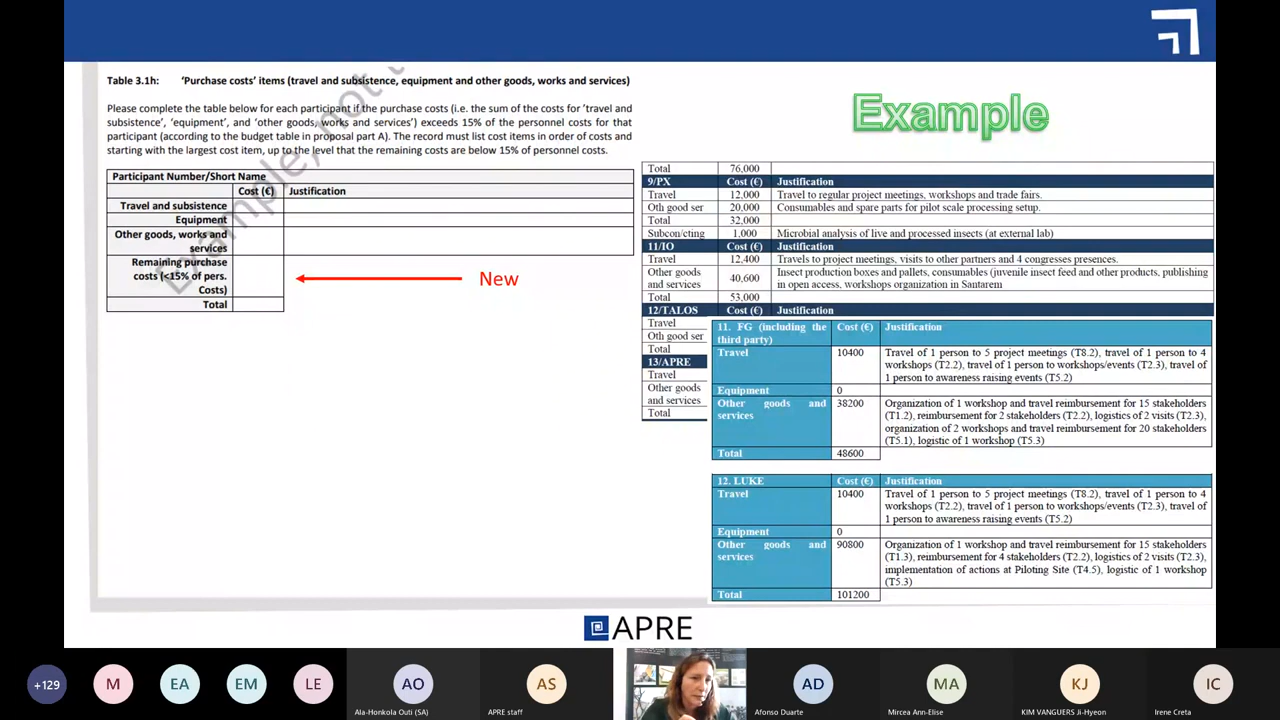 Table 3.1h: 'Purchase costs' items (travel and subsistence, equipment and other goods, works and services)
Please complete the table below for each participant if the purchase costs (i.e. the sum of the costs for 'travel and
subsistence', 'equipment', and 'other goods, works and services') exceeds 15% of the personnel costs for that
participant (according to the budget table in proposal part A). The record must list cost items in order of costs and
starting with the largest cost item, up to the level that the remaining costs are below 15% of personnel costs.
Participant Number/Short Name
Cost (€) Justification
Travel and subsistence
Equipment
Other goods, works and
services
Remaining purchase
costs (<15% of pers.
Costs)
Total
New
Example
Total 76,000
9/PX Cost (€) Justification
Travel 12,000 Travel to regular project meetings, workshops and trade fairs.
Oth good ser 20,000 Consumables and spare parts for pilot scale processing setup.
Total 32,000
Subcon/cting 1,000 Microbial analysis of live and processed insects (at external lab)
11/IO Cost (€) Justification
Travel 12,400 Travels to project meetings, visits to other partners and 4 congresses presences.
Other goods
and services 40,600 Insect production boxes and pallets, consumables (juvenile insect feed and other products, publishing
in open access, workshops organization in Santarem
Total 53,000
12/TALOS Cost (€) Justification
Travel
Oth good ser
Total
13/APRE
Travel
Other goods
and services
Total
11. FG (including the
third party) Cost (€) Justification
Travel 10400 Travel of 1 person to 5 project meetings (T8.2), travel of 1 person to 4
workshops (T2.2), travel of 1 person to workshops/events (T2.3), travel of
1 person to awareness raising events (T5.2)
Equipment 0
Other goods and
services 38200 Organization of 1 workshop and travel reimbursement for 15 stakeholders
(T1.2), reimbursement for 2 stakeholders (T2.2), logistics of 2 visits (T2.3),
organization of 2 workshops and travel reimbursement for 20 stakeholders
(T5.1), logistic of 1 workshop (T5.3)
Total 48600
12. LUKE Cost (€) Justification
Travel 10400 Travel of 1 person to 5 project meetings (T8.2), travel of 1 person to 4
workshops (T2.2), travel of 1 person to workshops/events (T2.3), travel of
1 person to awareness raising events (T5.2)
Equipment 0
Other goods and
services 90800 Organization of 1 workshop and travel reimbursement for 15 stakeholders
(T1.3), reimbursement for 4 stakeholders (T2.2), logistics of 2 visits (T2.3),
implementation of actions at Piloting Site (T4.5), logistic of 1 workshop
(T5.3)
Total 101200
APRE
+129 M EA EM LE AO AS AD MA KJ IC
Ala-Honkola Outi (SA) APRE staff Afonso Duarte Mircea Ann-Elise KIM VANGUERS Ji-Hyeon Irene Creta